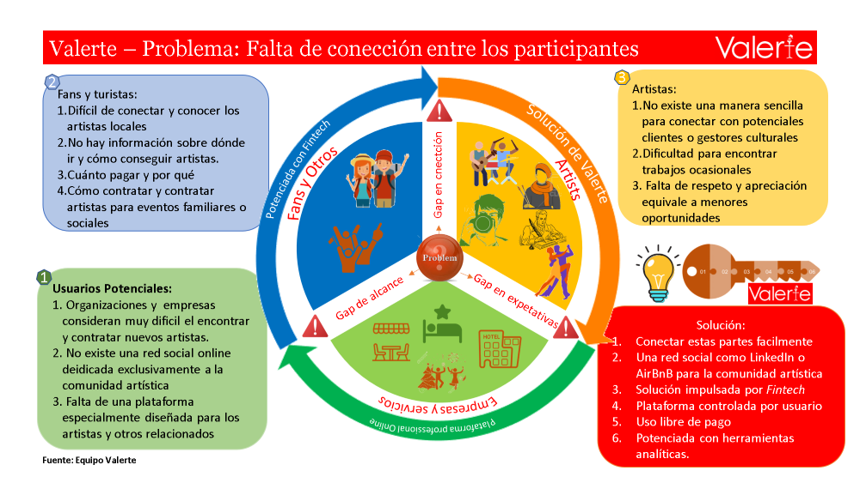 Valerte – Problema: Falta de conección entre los participantes
Valerte
2
Fans y turistas:
1.Difícil de conectar y conocer los
artistas locales
2.No hay información sobre dónde
ir y cómo conseguir artistas.
3.Cuánto pagar y por qué
4.Cómo contratar y contratar
artistas para eventos familiares o
sociales
1
Usuarios Potenciales:
1. Organizaciones y empresas
consideran muy dificil el encontrar
y contratar nuevos artistas.
2. No existe una red social online
deidicada exclusivamente a la
comunidad artística
3. Falta de una plataforma
especialmente diseñada para los
artistas y otros relacionados
Fuente: Equipo Valerte
Potenciada con Fintech
Fans y Otros
Gap en cnectción
Solución de Valerte
Artists
?
Problem
Gap de alcance
Gap en expetativas
HOTEL
Empresas y servicios
Plataforma professional Online
3
Artistas:
1.No existe una manera sencilla
para conectar con potenciales
clientes o gestores culturales
2.Dificultad para encontrar
trabajos ocasionales
3. Falta de respeto y apreciación
equivale a menores
oportunidades
01 02 03 04 05 06
Valerte
Solución:
1. Conectar estas partes facilmente
2. Una red social como LinkedIn o
AirBnB para la comunidad artística
3. Solución impulsada por Fintech
4. Plataforma controlada por usuario
5. Uso libre de pago
6. Potenciada con herramientas
analíticas.